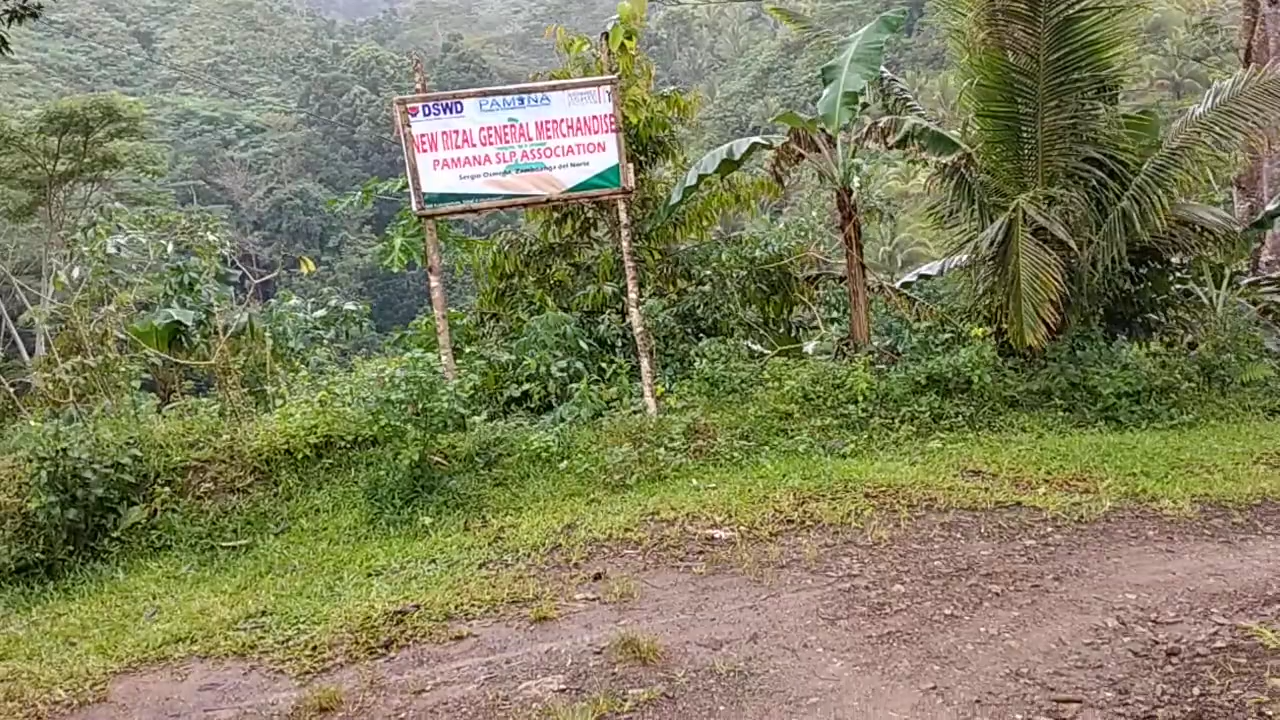 DSWD PAMANA
NEW RIZAL GENERAL MERCHANDISE
PAMANA SLP ASSOCIATION
Sergio Osmeña, Zamboanga del Norte